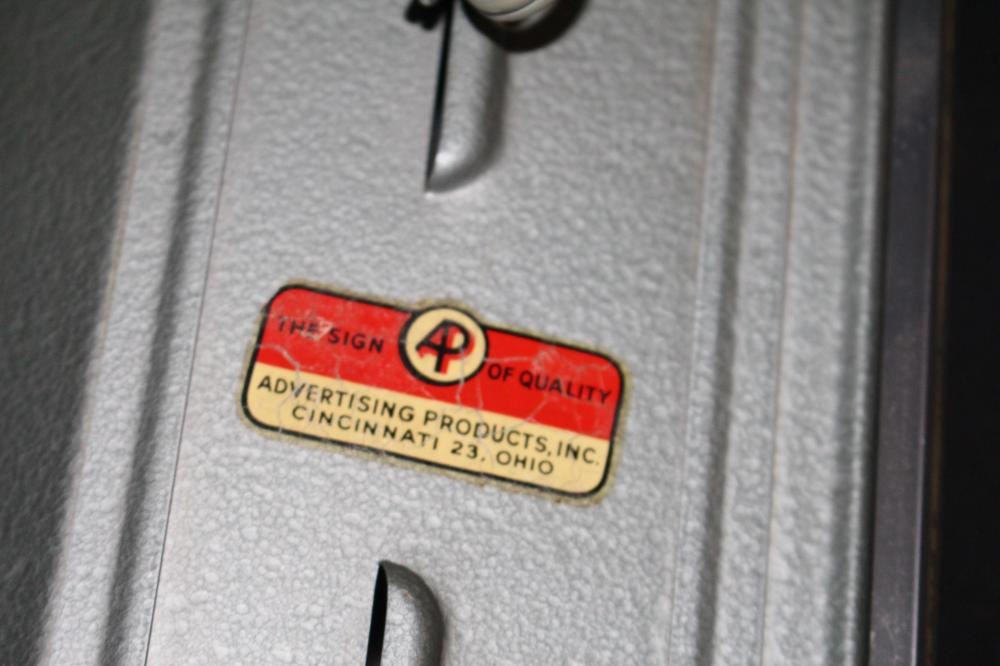 THE SIGN AP OF QUALITY
ADVERTISING PRODUCTS, INC.
CINCINNATI 23, OHIO